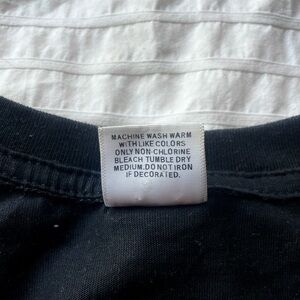 MACHINE WASH WARM
WITH LIKE COLORS
ONLY NON-CHLORINE
BLEACH TUMBLE DRY
MEDIUM. DO NOT IRON
IF DECORATED.